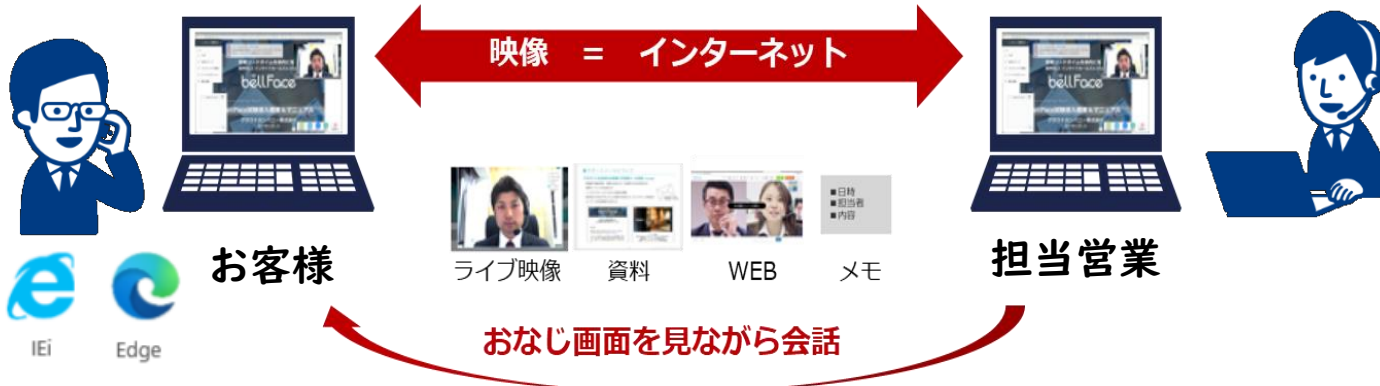 映像 = インターネット
bellFace
bellFace
■日時
■担当者
■内容
お客様
ライブ映像
資料
WEB
メモ
担当営業
IEi
Edge
おなじ画面を見ながら会話